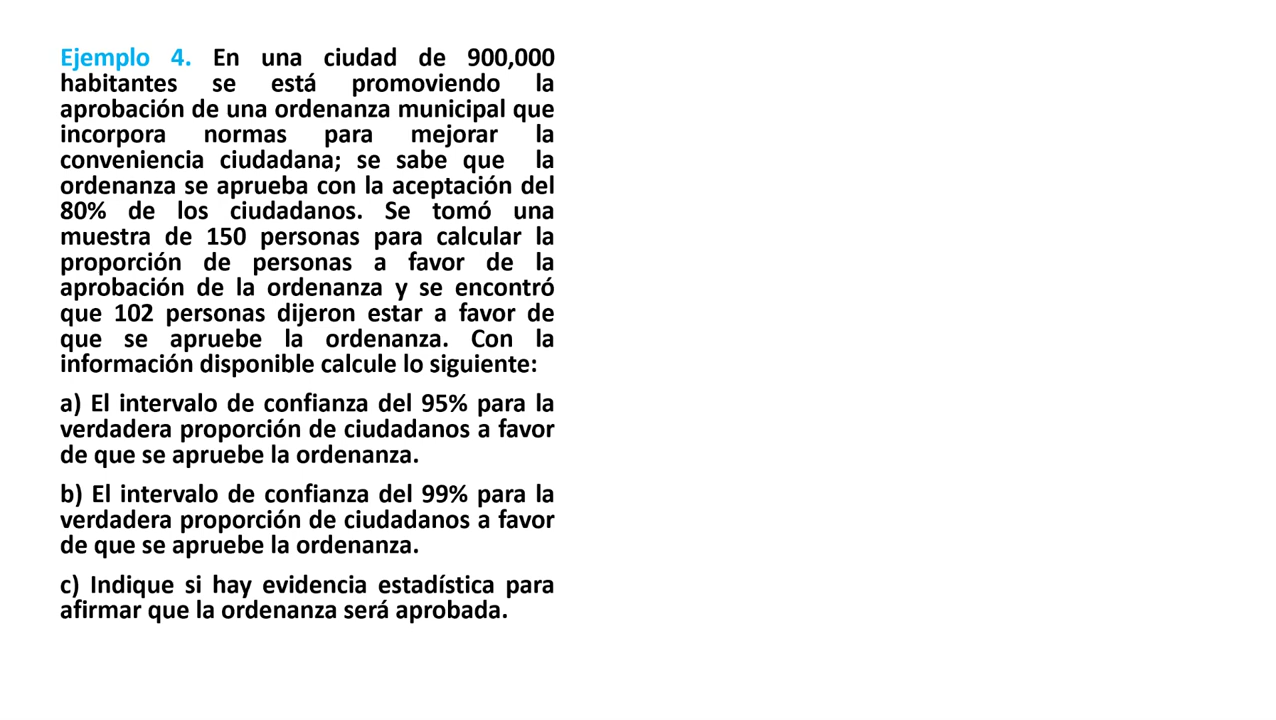 Ejemplo 4. En una ciudad de 900,000
habitantes se está promoviendo la
aprobación de una ordenanza municipal que
incorpora normas para mejorar la
conveniencia ciudadana; se sabe que la
ordenanza se aprueba con la aceptación del
80% de los ciudadanos. Se tomó una
muestra de 150 personas para calcular la
proporción de personas a favor de la
aprobación de la ordenanza y se encontró
que 102 personas dijeron estar a favor de
que se apruebe la ordenanza. Con la
información disponible calcule lo siguiente:
a) El intervalo de confianza del 95% para la
verdadera proporción de ciudadanos a favor
de que se apruebe la ordenanza.
b) El intervalo de confianza del 99% para la
verdadera proporción de ciudadanos a favor
de que se apruebe la ordenanza.
c) Indique si hay evidencia estadística para
afirmar que la ordenanza será aprobada.